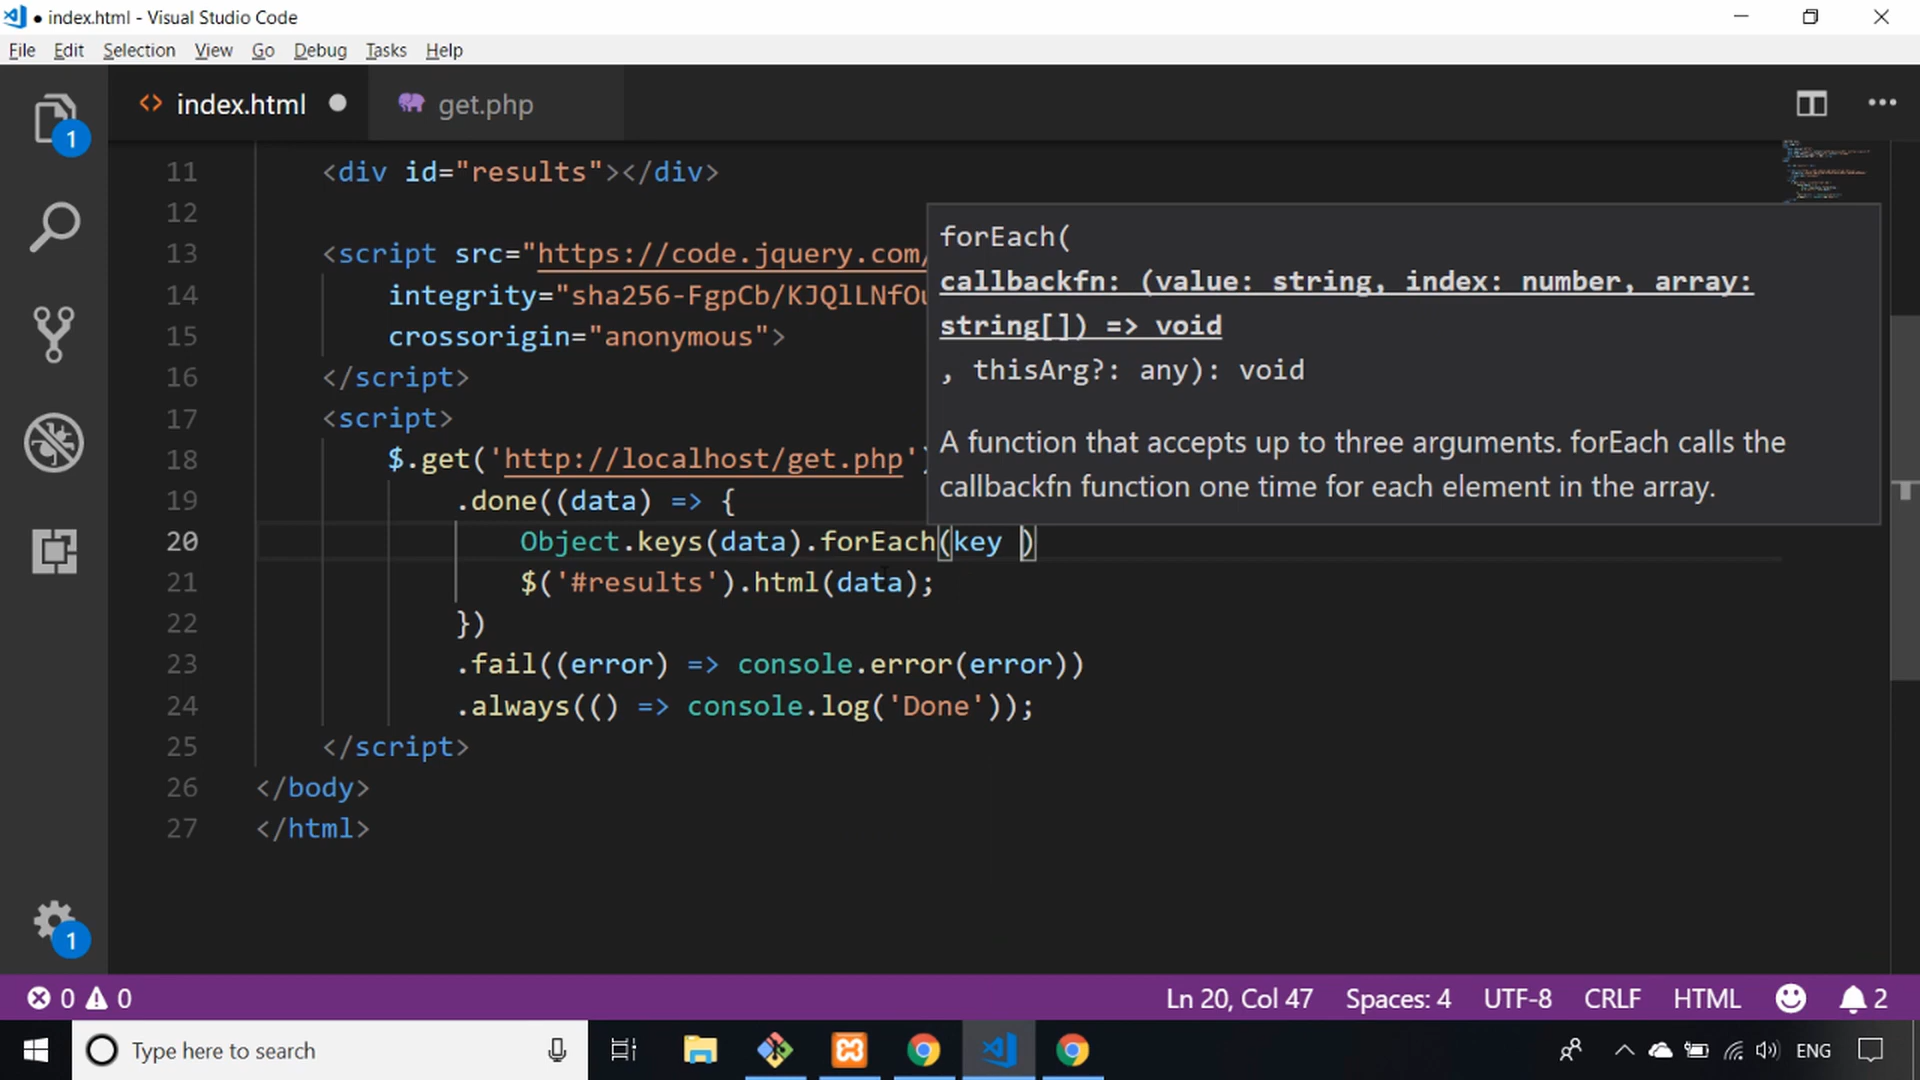 index.html - Visual Studio Code
File Edit Selection View Go Debug Tasks Help
1
<> index.html get.php
11 <div id="results"></div>
12
forEach(
13 <script src="https://code.jquery.com/
callbackfn: (value: string, index: number, array:
14 integrity="sha256-FgpCb/KJQlLNfOu
string[]) => void
15 crossorigin="anonymous">
, thisArg?: any): void
16 </script>
17 <script>
A function that accepts up to three arguments. forEach calls the
18 $.get('http://localhost/get.php')
callbackfn function one time for each element in the array.
19 .done((data) => {
20 Object.keys(data).forEach(key )
21 $('#results').html(data);
22 })
23 .fail((error) => console.error(error))
24 .always(() => console.log('Done'));
25 </script>
26 </body>
27 </html>
1
0 0 Ln 20, Col 47 Spaces: 4 UTF-8 CRLF HTML 2
Type here to search ENG